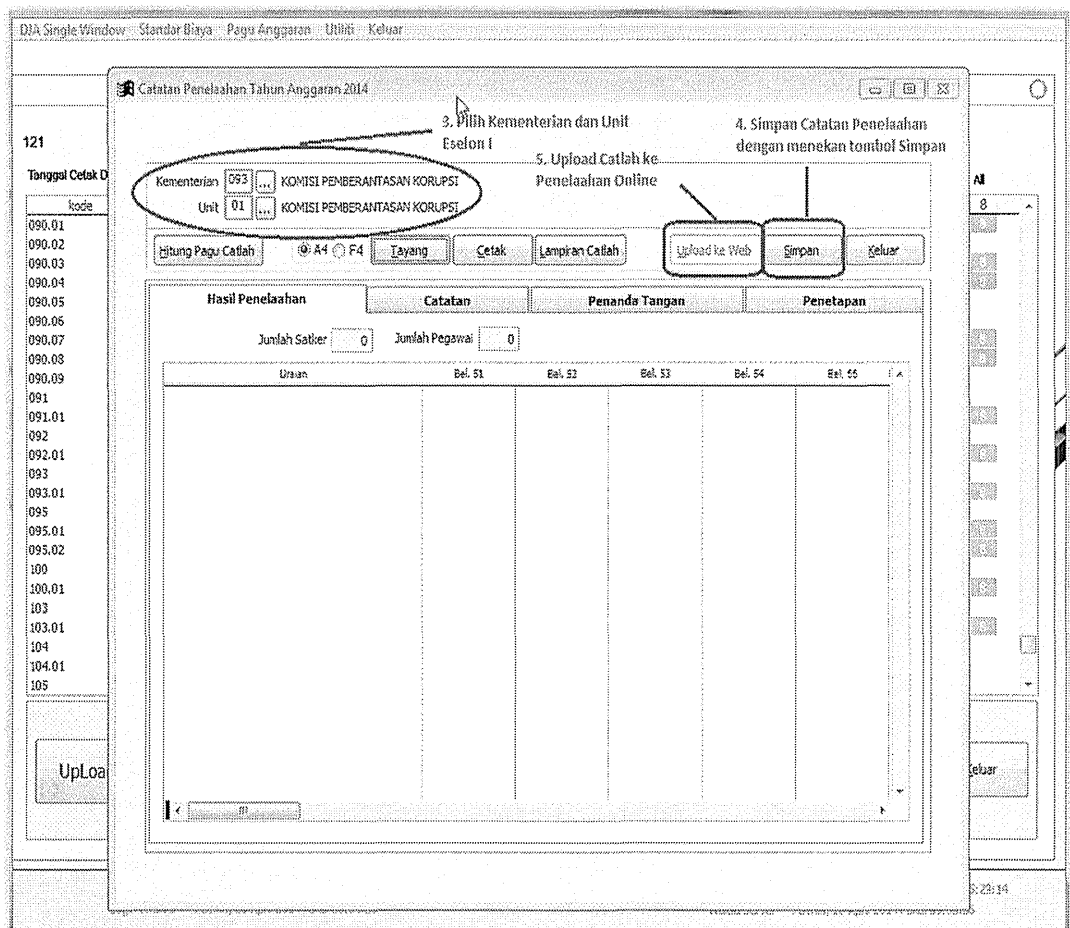 DJA Single Window Standar Biaya Pagu Anggaran Utiliti Keluar
Catatan Penelaahan Tahun Anggaran 2014
3. Pilih Kementerian dan Unit
Eselon I
4. Simpan Catatan Penelaahan
dengan menekan tombol Simpan
5. Upload Catlah ke
Penelaahan Online
121
Tanggal Cetak D
All
Kementerian 093 ... KOMISI PEMBERANTASAN KORUPSI
Unit 01 ... KOMISI PEMBERANTASAN KORUPSI
kode
8
Hitung Pagu Catlah A4 F4 Tayang Cetak Lampiran Catlah Upload ke Web Simpan Keluar
Hasil Penelaahan Catatan Penanda Tangan Penetapan
Jumlah Satker 0 Jumlah Pegawai 0
Uraian Bel. 51 Bel. 52 Bel. 53 Bel. 54 Bel. 55
090.01
090.02
090.03
090.04
090.05
090.06
090.07
090.08
090.09
091
091.01
092
092.01
093
093.01
095
095.01
095.02
100
100.01
103
103.01
104
104.01
105
UpLoa
Keluar